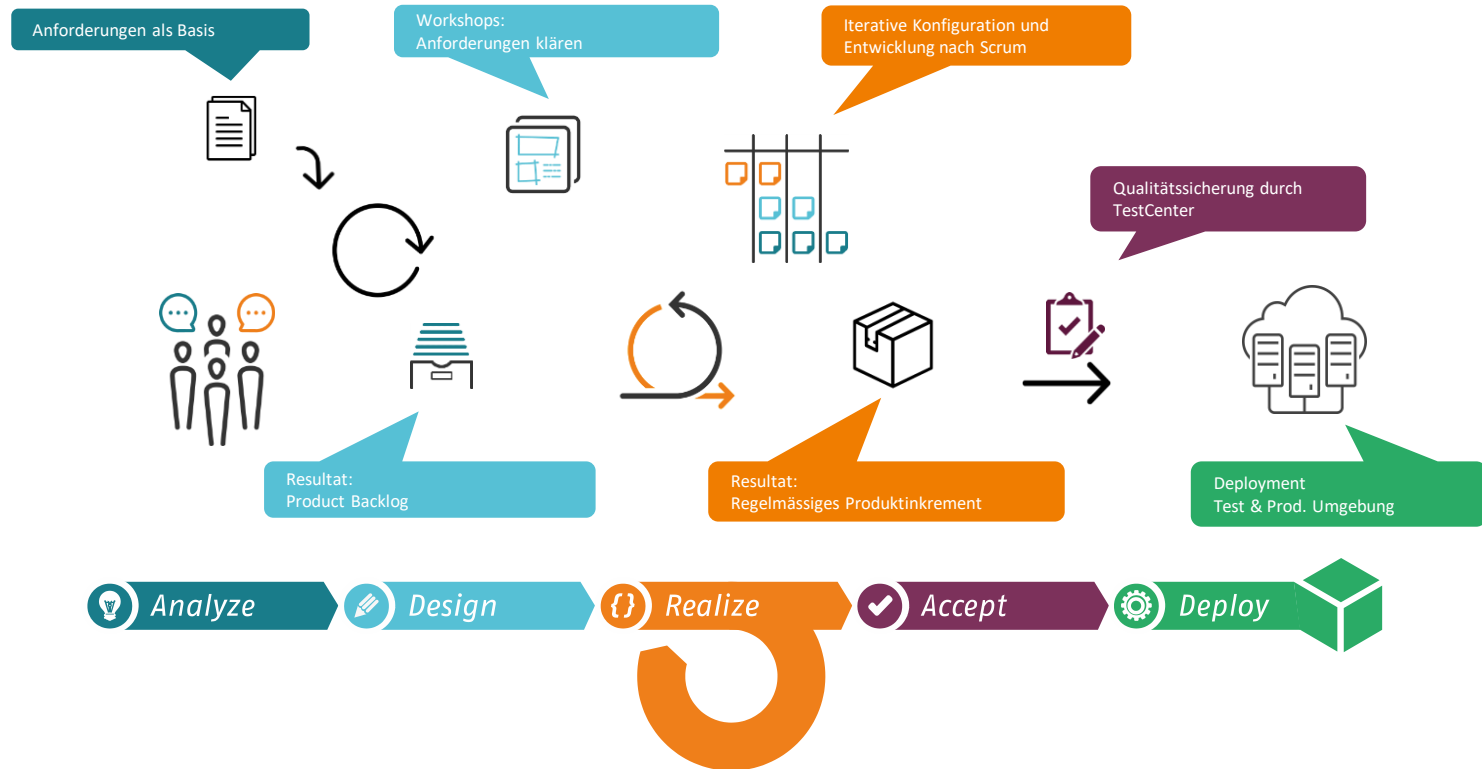 Anforderungen als Basis
Workshops:
Anforderungen klären
Iterative Konfiguration und
Entwicklung nach Scrum
Qualitätssicherung durch
TestCenter
Resultat:
Product Backlog
Resultat:
Regelmässiges Produktinkrement
Deployment
Test & Prod. Umgebung
Analyze
Design
{} Realize
Accept
Deploy